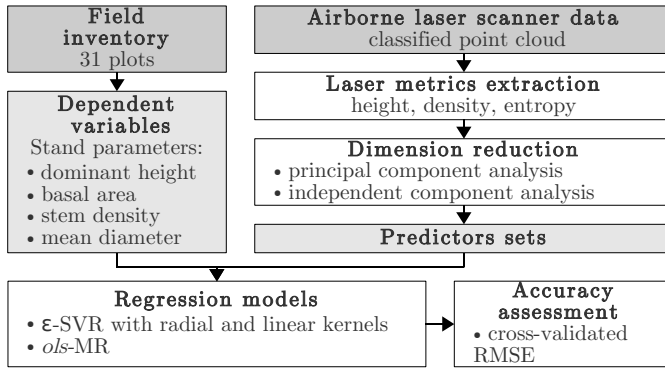 Field
inventory
31 plots
Airborne laser scanner data
classified point cloud
Laser metrics extraction
height, density, entropy
Dependent
variables
Stand parameters:
• dominant height
• basal area
• stem density
• mean diameter
Dimension reduction
• principal component analysis
• independent component analysis
Predictors sets
Regression models
• ε-SVR with radial and linear kernels
• ols-MR
Accuracy
assessment
• cross-validated
RMSE